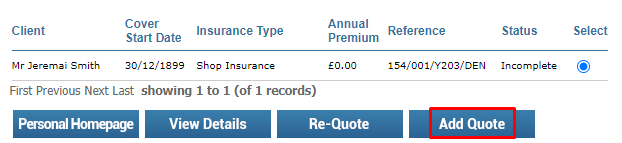 Client Cover Start Date Insurance Type Annual Premium Reference Status Select
Mr Jeremai Smith 30/12/1899 Shop Insurance £0.00 154/001/Y203/DEN Incomplete
First Previous Next Last showing 1 to 1 (of 1 records)
Personal Homepage View Details Re-Quote Add Quote